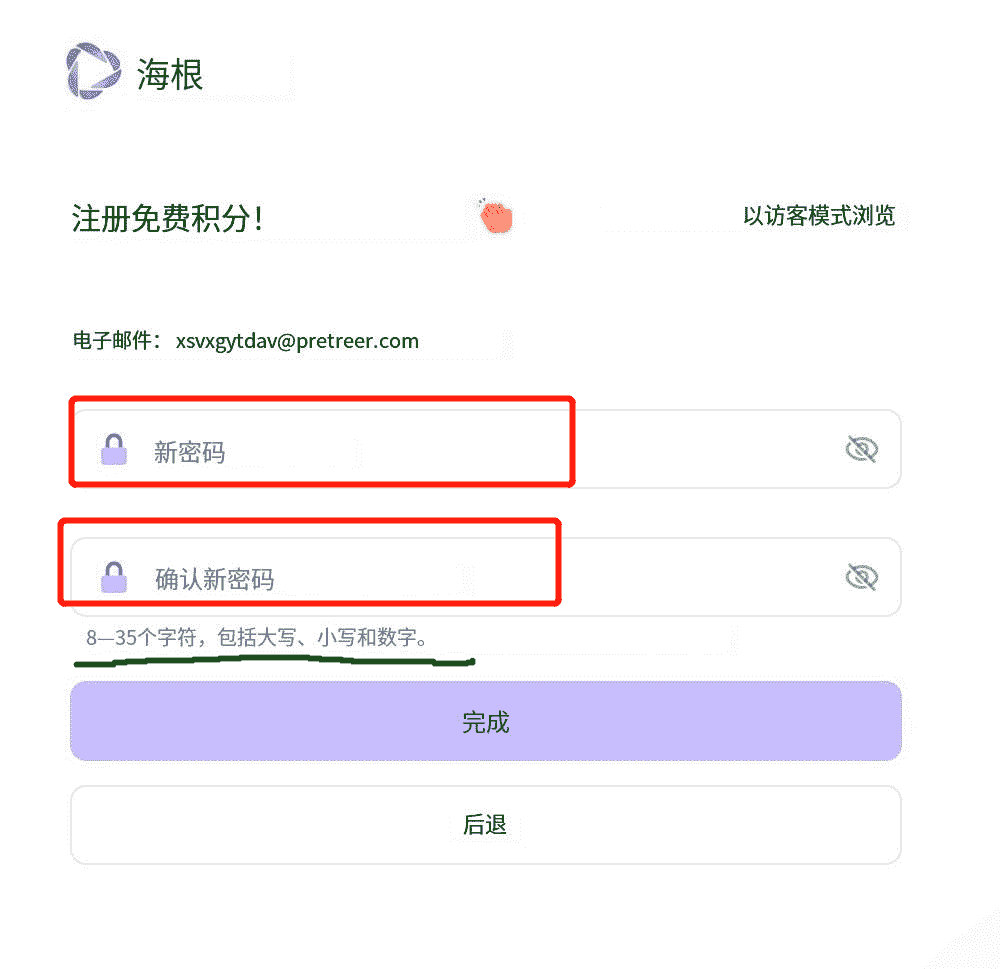 海根
注册免费积分！
以访客模式浏览
电子邮件： xsvxgytdav@pretreer.com
新密码
确认新密码
8—35个字符，包括大写、小写和数字。
完成
后退